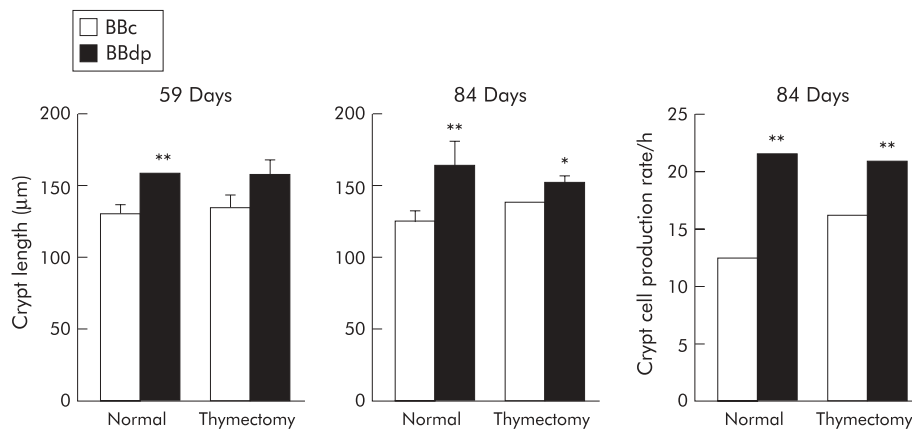 BBc
BBdp
59 Days
84 Days
84 Days
Crypt length (μm)
200
150
100
50
0
**
Normal
Thymectomy
200
150
100
50
0
**
*
Normal
Thymectomy
Crypt cell production rate/h
25
20
15
10
5
0
**
**
Normal
Thymectomy